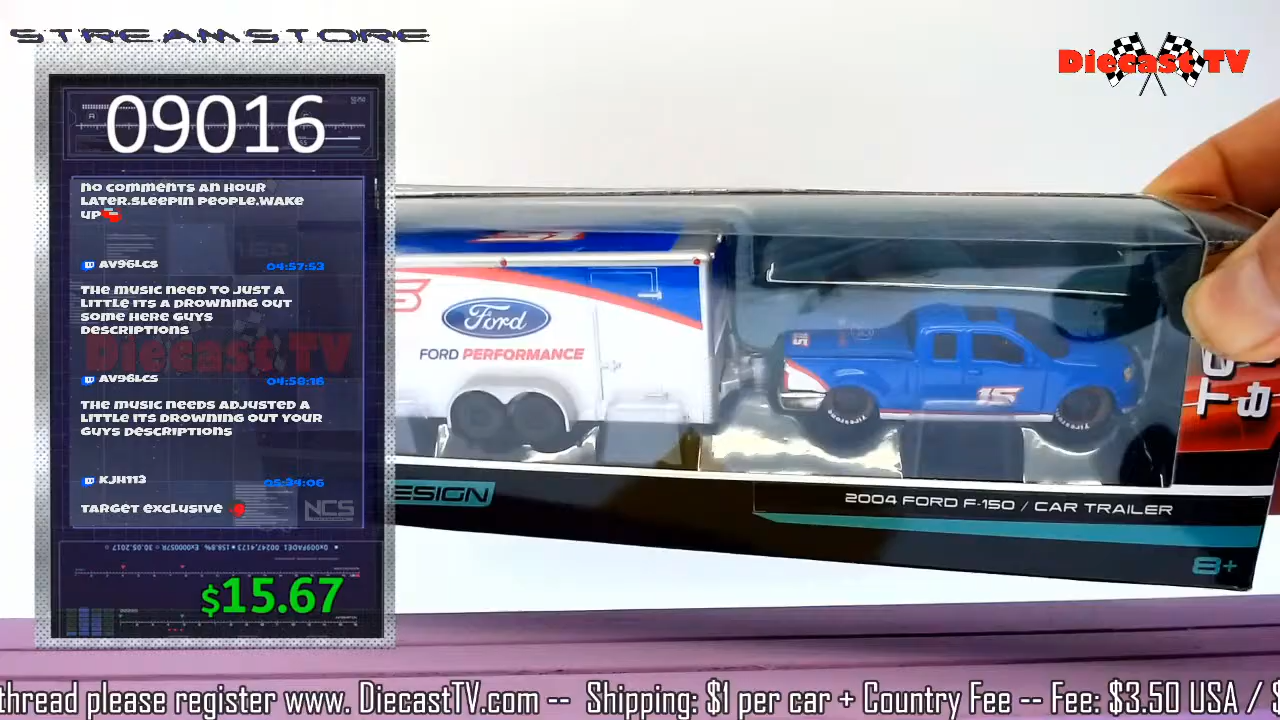 STREAMSTORE
Diecast TV
09016
NO COMMENTS AN HOUR
LATER.SLEEPIN PEOPLE.WAKE
UP
AV96LCS 04:57:53
THE MUSIC NEED TO JUST A
LITTLE ITS A DROWNING OUT
SOME HERE GUYS
DESCRIPTIONS
Diecast TV
AV96LCS 04:58:16
THE MUSIC NEEDS ADJUSTED A
LITTLE ITS DROWNING OUT YOUR
GUYS DESCRIPTIONS
KJH113 05:34:06
TARGET EXCLUSIVE
NCS
$15.67
Ford
FORD PERFORMANCE
15
ESIGN
2004 FORD F-150 / CAR TRAILER
8+
thread please register www. DiecastTV.com -- Shipping: $1 per car + Country Fee -- Fee: $3.50 USA /